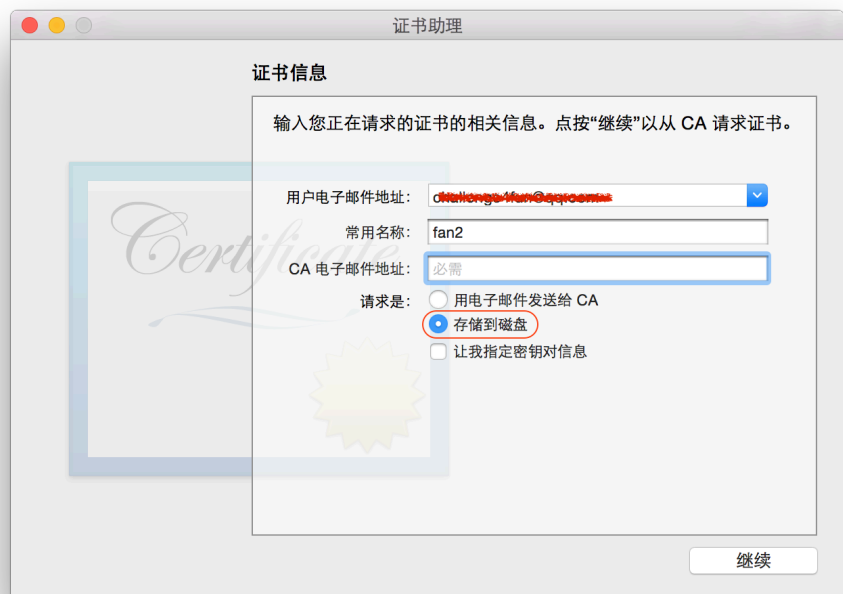 证书助理
证书信息
输入您正在请求的证书的相关信息。点按“继续”以从 CA 请求证书。
用户电子邮件地址：
常用名称： fan2
CA 电子邮件地址： 必需
请求是： 用电子邮件发送给 CA
存储到磁盘
让我指定密钥对信息
Certificate
继续